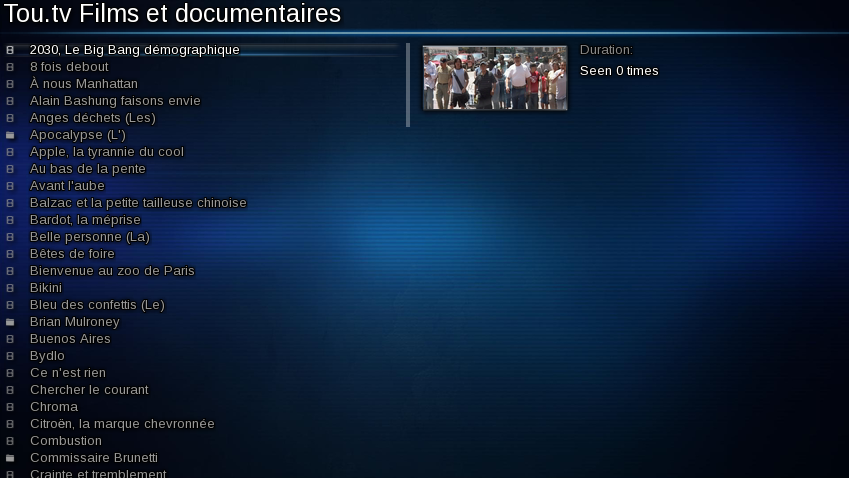 Tou.tv Films et documentaires
2030, Le Big Bang démographique
8 fois debout
À nous Manhattan
Alain Bashung faisons envie
Anges déchets (Les)
Apocalypse (L')
Apple, la tyrannie du cool
Au bas de la pente
Avant l'aube
Balzac et la petite tailleuse chinoise
Bardot, la méprise
Belle personne (La)
Bêtes de foire
Bienvenue au zoo de Paris
Bikini
Bleu des confettis (Le)
Brian Mulroney
Buenos Aires
Bydlo
Ce n'est rien
Chercher le courant
Chroma
Citroën, la marque chevronnée
Combustion
Commissaire Brunetti
Crainte et tremblement
Duration:
Seen 0 times